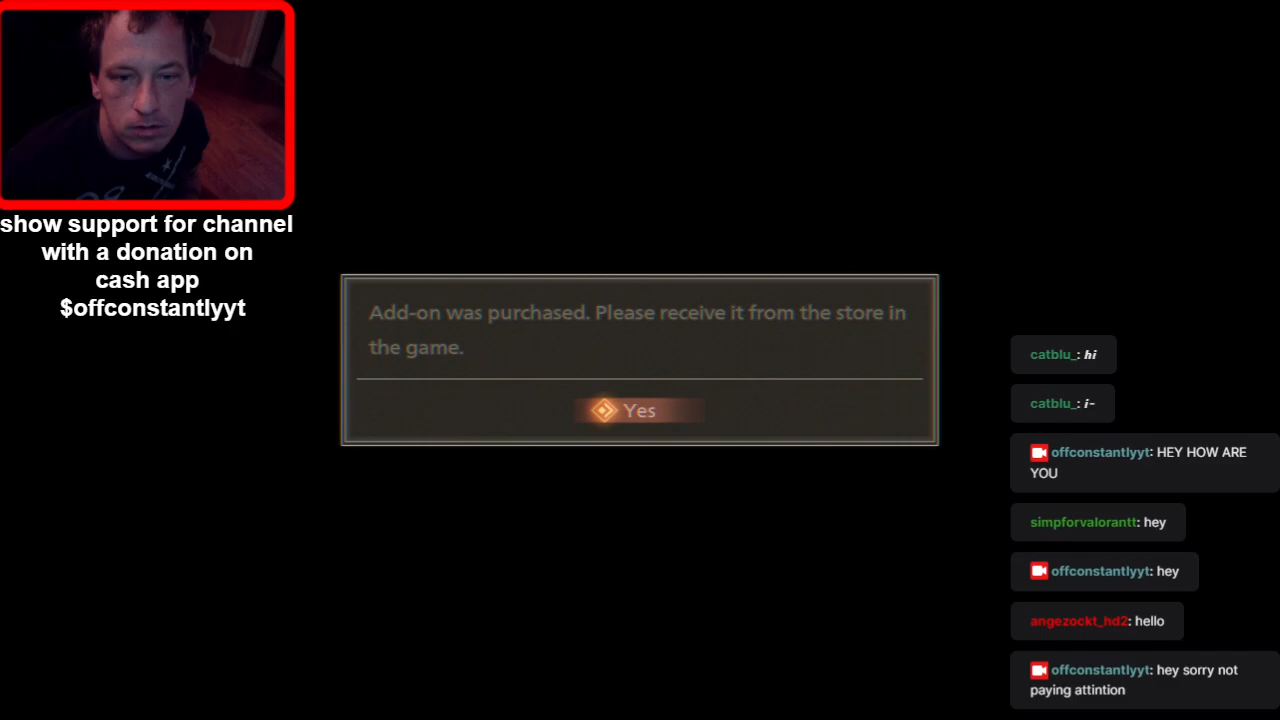 show support for channel
with a donation on
cash app
$offconstantlyyt
Add-on was purchased. Please receive it from the store in
the game.
Yes
catblu_: hi
catblu_: i-
offconstantlyyt: HEY HOW ARE
YOU
simpforvalorantt: hey
offconstantlyyt: hey
angezockt_hd2: hello
offconstantlyyt: hey sorry not
paying attintion